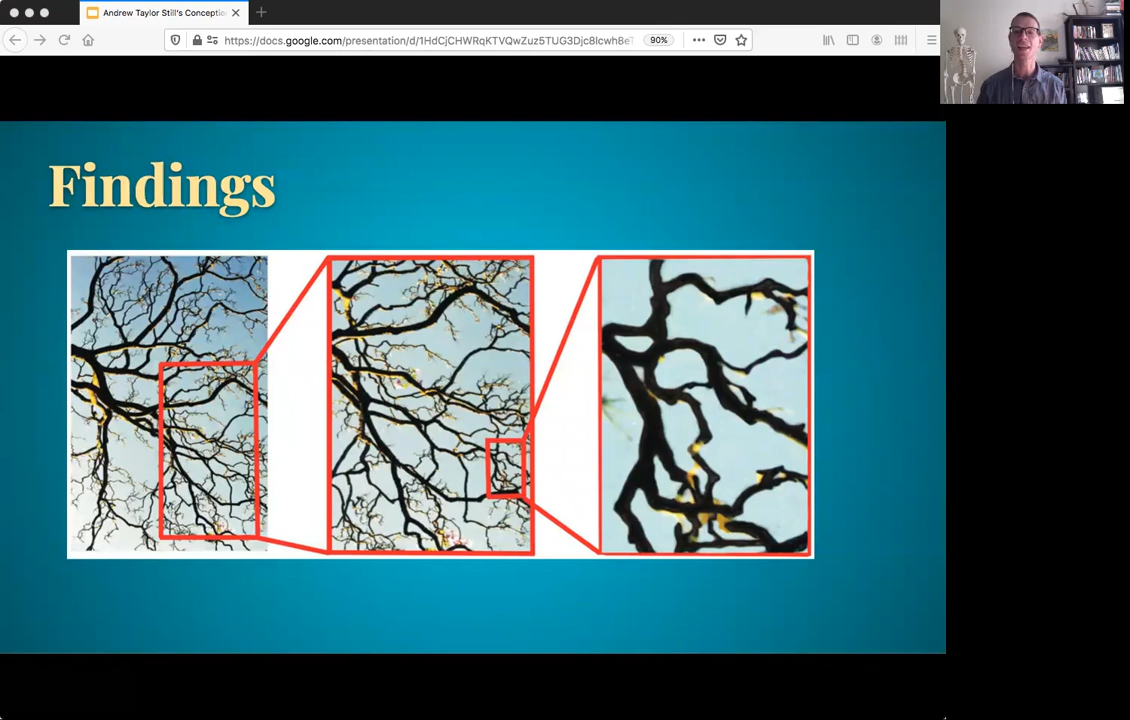 Andrew Taylor Still's Conceptio
https://docs.google.com/presentation/d/1HdCjCHWRqKTVQwZuz5TUG3Djc8lcwh8eT
90%
Findings